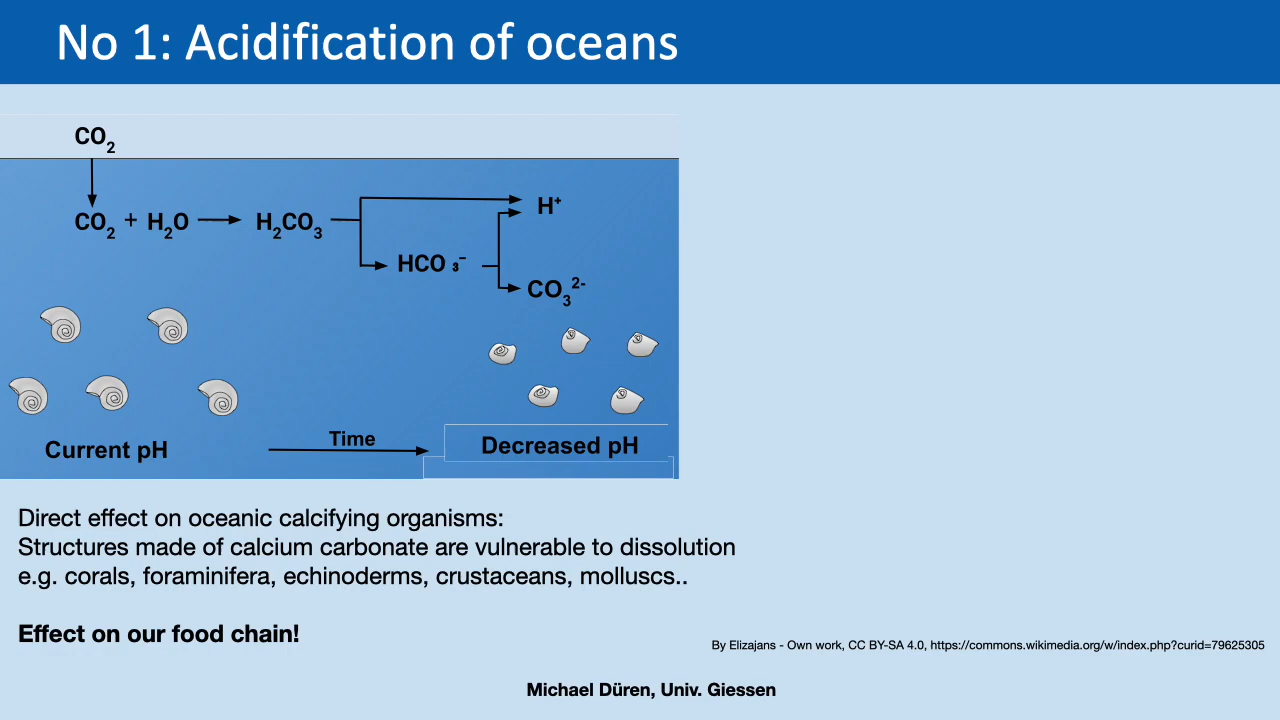 No 1: Acidification of oceans
CO2
CO2 + H2O → H2CO3
H+
HCO3−
CO3 2-
Current pH
Time
Decreased pH
Direct effect on oceanic calcifying organisms:
Structures made of calcium carbonate are vulnerable to dissolution
e.g. corals, foraminifera, echinoderms, crustaceans, molluscs..
Effect on our food chain!
By Elizajans - Own work, CC BY-SA 4.0, https://commons.wikimedia.org/w/index.php?curid=79625305
Michael Düren, Univ. Giessen